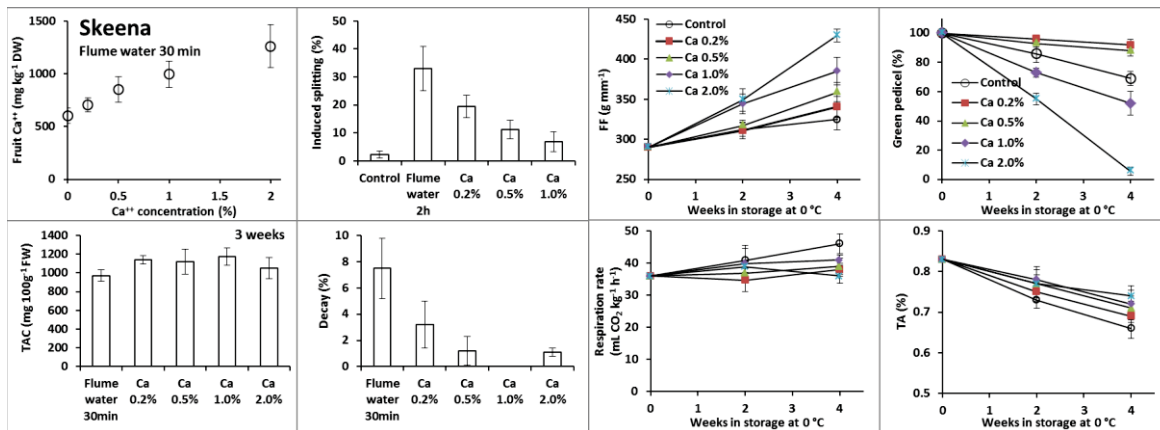 1500
1000
500
0
Fruit Ca⁺⁺ (mg kg⁻¹ DW)
Skeena
Flume water 30 min
0 0.5 1 1.5 2
Ca⁺⁺ concentration (%)
50
40
30
20
10
0
Induced splitting (%)
Control Flume water 2h Ca 0.2% Ca 0.5% Ca 1.0%
450
400
350
300
250
FF (g mm⁻¹)
Control
Ca 0.2%
Ca 0.5%
Ca 1.0%
Ca 2.0%
0 1 2 3 4
Weeks in storage at 0 °C
100
80
60
40
20
0
Green pedicel (%)
Control
Ca 0.2%
Ca 0.5%
Ca 1.0%
Ca 2.0%
0 1 2 3 4
Weeks in storage at 0 °C
1400
1200
1000
800
600
400
200
0
TAC (mg 100g⁻¹ FW)
3 weeks
Flume water 30min Ca 0.2% Ca 0.5% Ca 1.0% Ca 2.0%
10
8
6
4
2
0
Decay (%)
Flume water 30min Ca 0.2% Ca 0.5% Ca 1.0% Ca 2.0%
50
40
30
20
10
0
Respiration rate
(mL CO₂ kg⁻¹ h⁻¹)
0 1 2 3 4
Weeks in storage at 0 °C
0.9
0.8
0.7
0.6
0.5
TA (%)
0 1 2 3 4
Weeks in storage at 0 °C